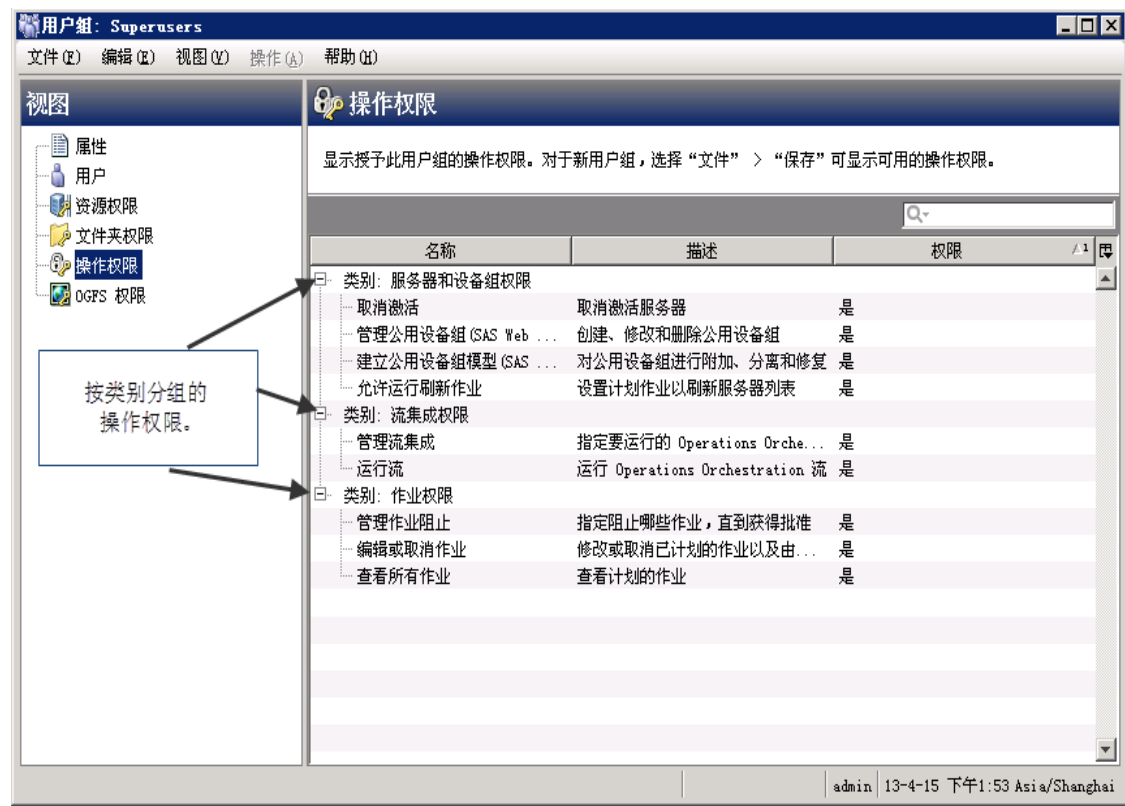 用户组: Superusers
文件(F) 编辑(E) 视图(V) 操作(A) 帮助(H)
视图
属性
用户
资源权限
文件夹权限
操作权限
OGFS 权限
按类别分组的
操作权限。
操作权限
显示授予此用户组的操作权限。对于新用户组，选择“文件” > “保存”可显示可用的操作权限。
名称 描述 权限 1
类别: 服务器和设备组权限
取消激活 取消激活服务器 是
管理公用设备组(SAS Web ... 创建、修改和删除公用设备组 是
建立公用设备组模型(SAS ... 对公用设备组进行附加、分离和修复 是
允许运行刷新作业 设置计划作业以刷新服务器列表 是
类别: 流集成权限
管理流集成 指定要运行的 Operations Orche... 是
运行流 运行 Operations Orchestration 流 是
类别: 作业权限
管理作业阻止 指定阻止哪些作业，直到获得批准 是
编辑或取消作业 修改或取消已计划的作业以及由... 是
查看所有作业 查看计划的作业 是
admin 13-4-15 下午1:53 Asia/Shanghai